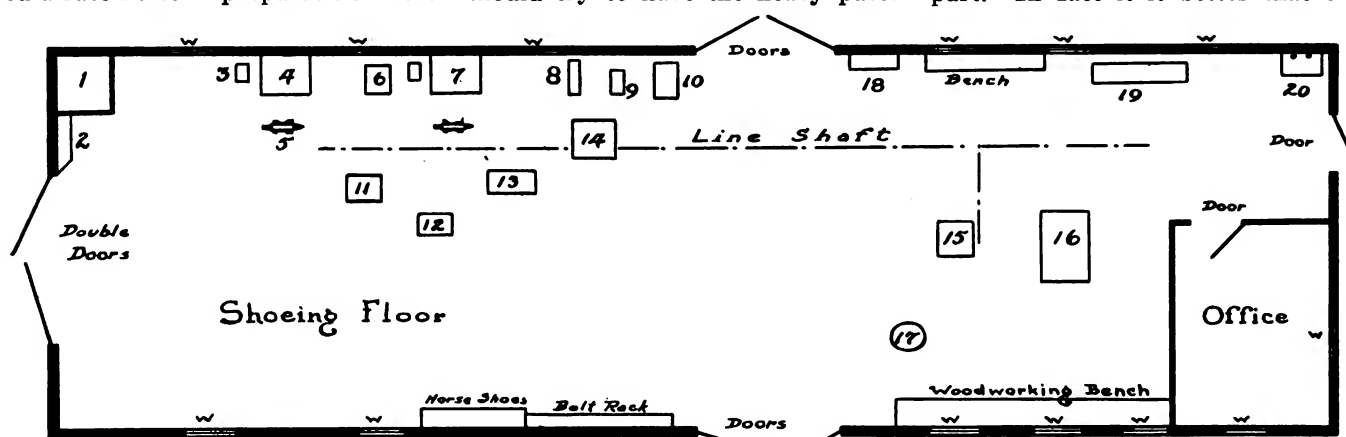 W W W Doors W W W
1 3 4 6 7 8 9 10 18 Bench 19 20
2 5 14 Line Shaft Door
11 13
12 15 16 Door
Double
Doors
Shoeing Floor Office
17 W
Horse Shoes Bolt Rack Woodworking Bench
W W Doors W W W W